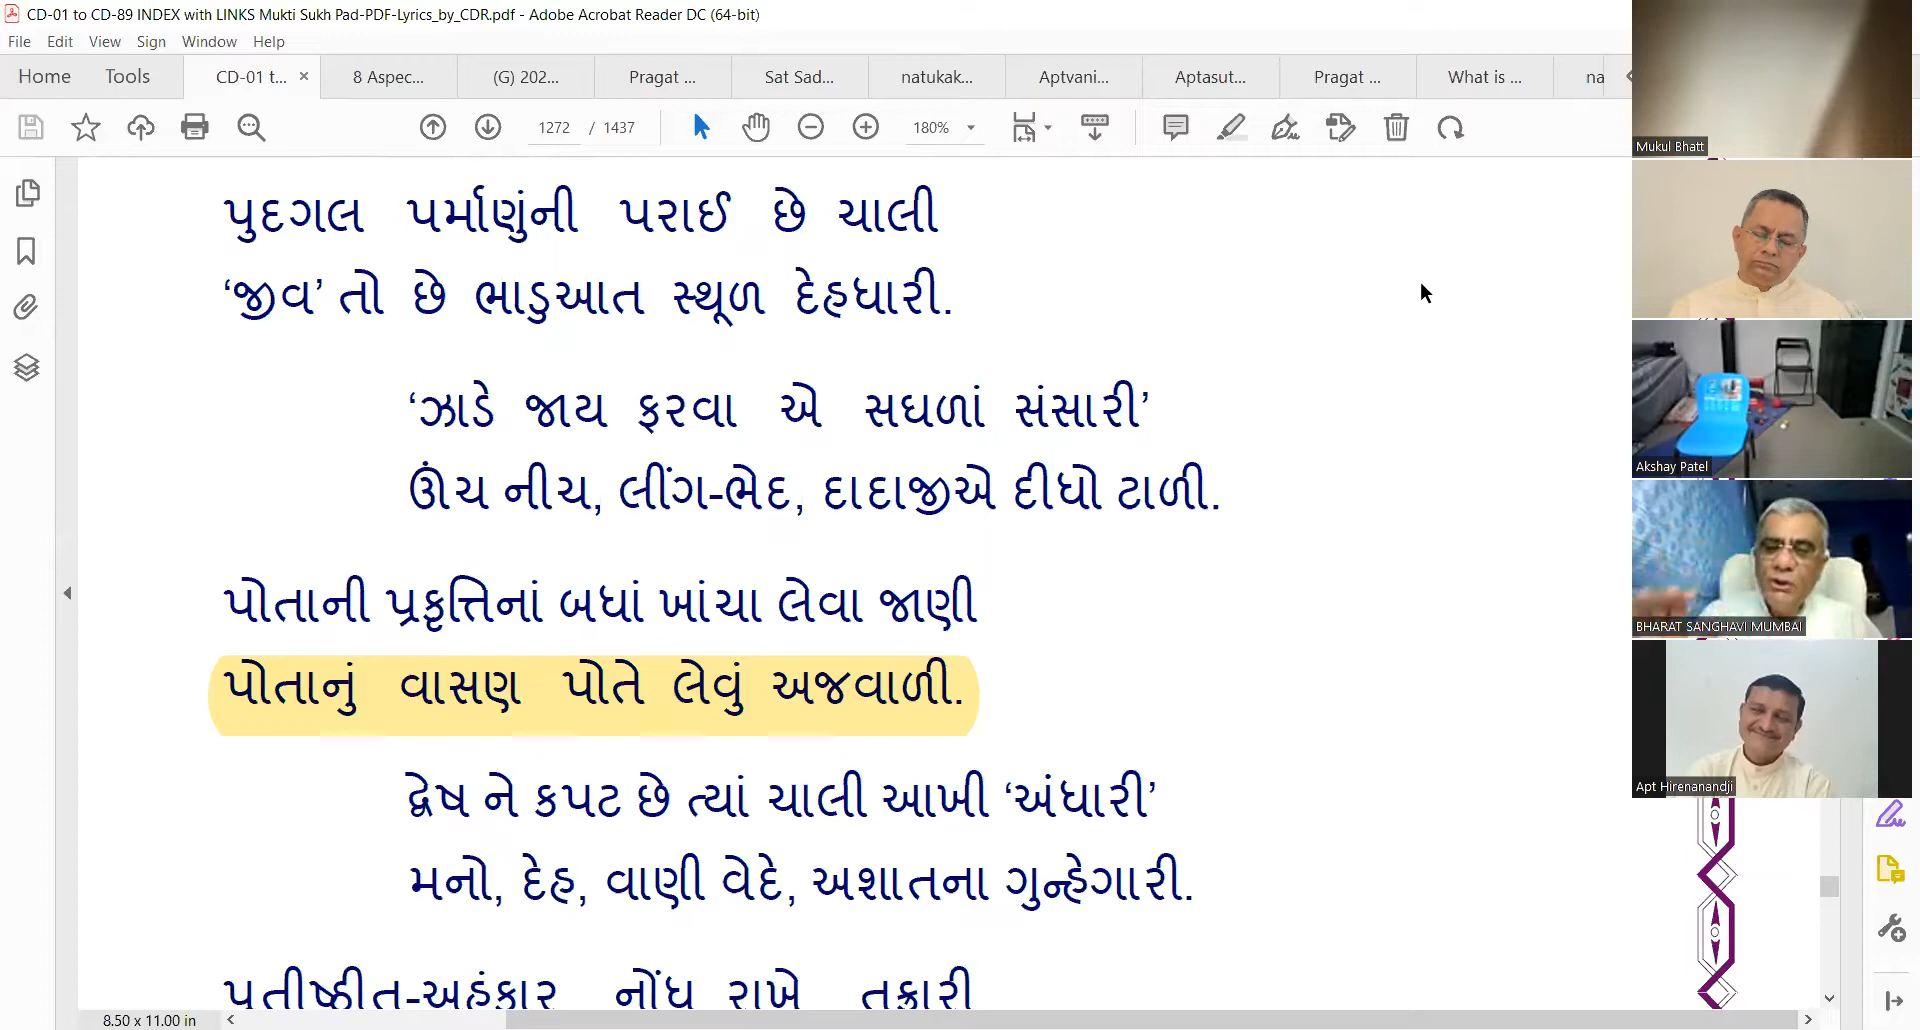 CD-01 to CD-89 INDEX with LINKS Mukti Sukh Pad-PDF-Lyrics_by_CDR.pdf - Adobe Acrobat Reader DC (64-bit)
File Edit View Sign Window Help
Home Tools CD-01 t... × 8 Aspec... (G) 202... Pragat ... Sat Sad... natukak... Aptvani... Aptasut... Pragat ... What is ... na
1272 / 1437 180%
પુદગલ પર્માણુંની પરાઈ છે ચાલી
‘જીવ’ તો છે ભાડુઆત સ્થૂળ દેહધારી.
‘ઝાડે જાય ફરવા એ સઘળાં સંસારી’
ઊંચ નીચ, લીંગ-ભેદ, દાદાજીએ દીધો ટાળી.
પોતાની પ્રકૃત્તિનાં બધાં ખાંચા લેવા જાણી
પોતાનું વાસણ પોતે લેવું અજવાળી.
દ્વેષ ને કપટ છે ત્યાં ચાલી આખી ‘અંધારી’
મનો, દેહ, વાણી વેદે, અશાતના ગુન્હેગારી.
પ્રતીષ્ઠીત-અહંકાર નોંધ રાખે તક્રારી
8.50 x 11.00 in
Mukul Bhatt
Akshay Patel
BHARAT SANGHAVI MUMBAI
Apt Hirenanandji